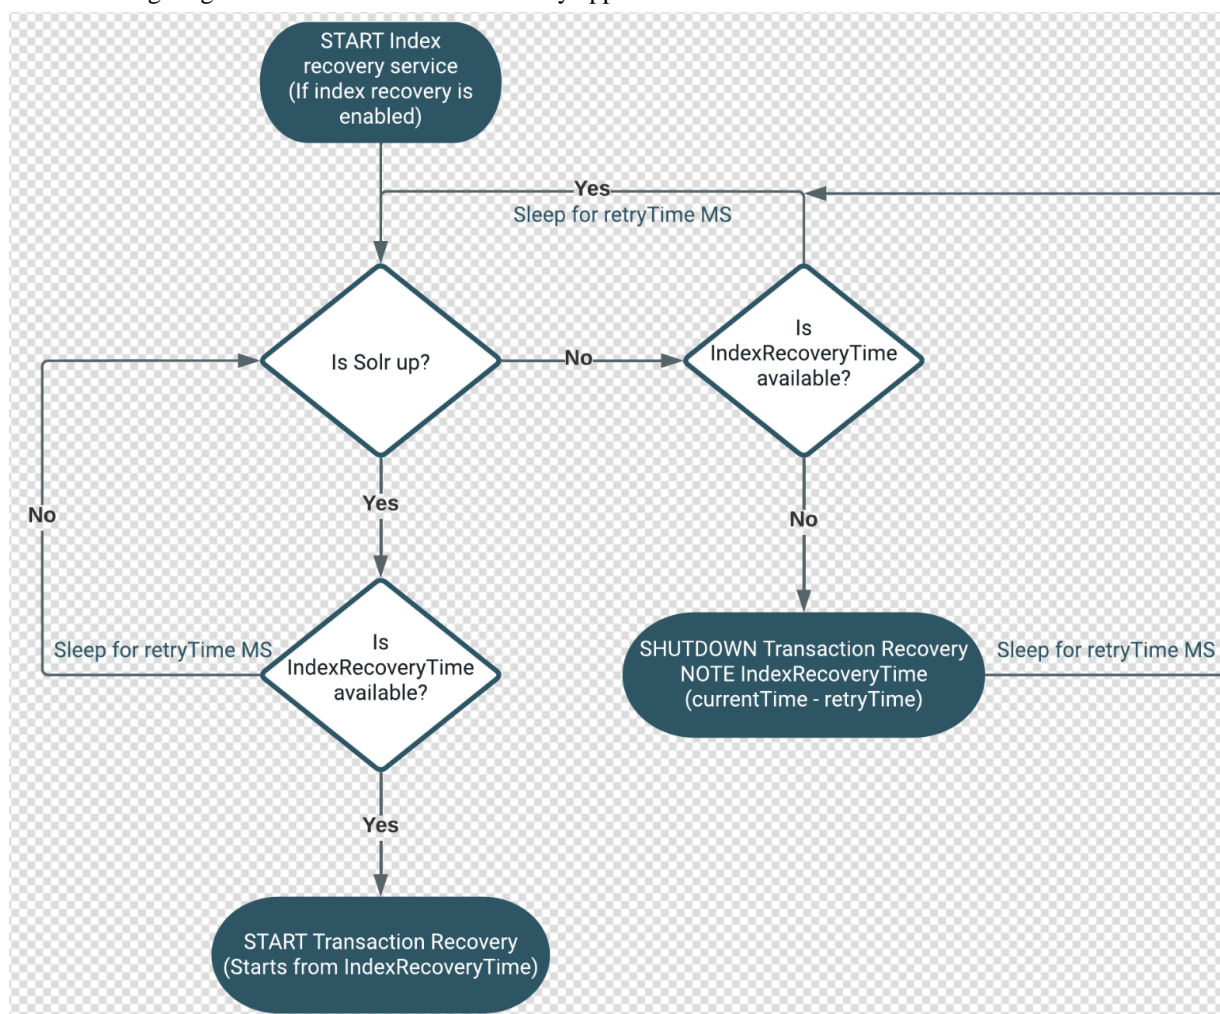 START Index
recovery service
(If index recovery is
enabled)
Yes
Sleep for retryTime MS
Is Solr up?
No
Is
IndexRecoveryTime
available?
Yes
No
No
Sleep for retryTime MS
Is
IndexRecoveryTime
available?
SHUTDOWN Transaction Recovery
NOTE IndexRecoveryTime
(currentTime - retryTime)
Sleep for retryTime MS
Yes
START Transaction Recovery
(Starts from IndexRecoveryTime)